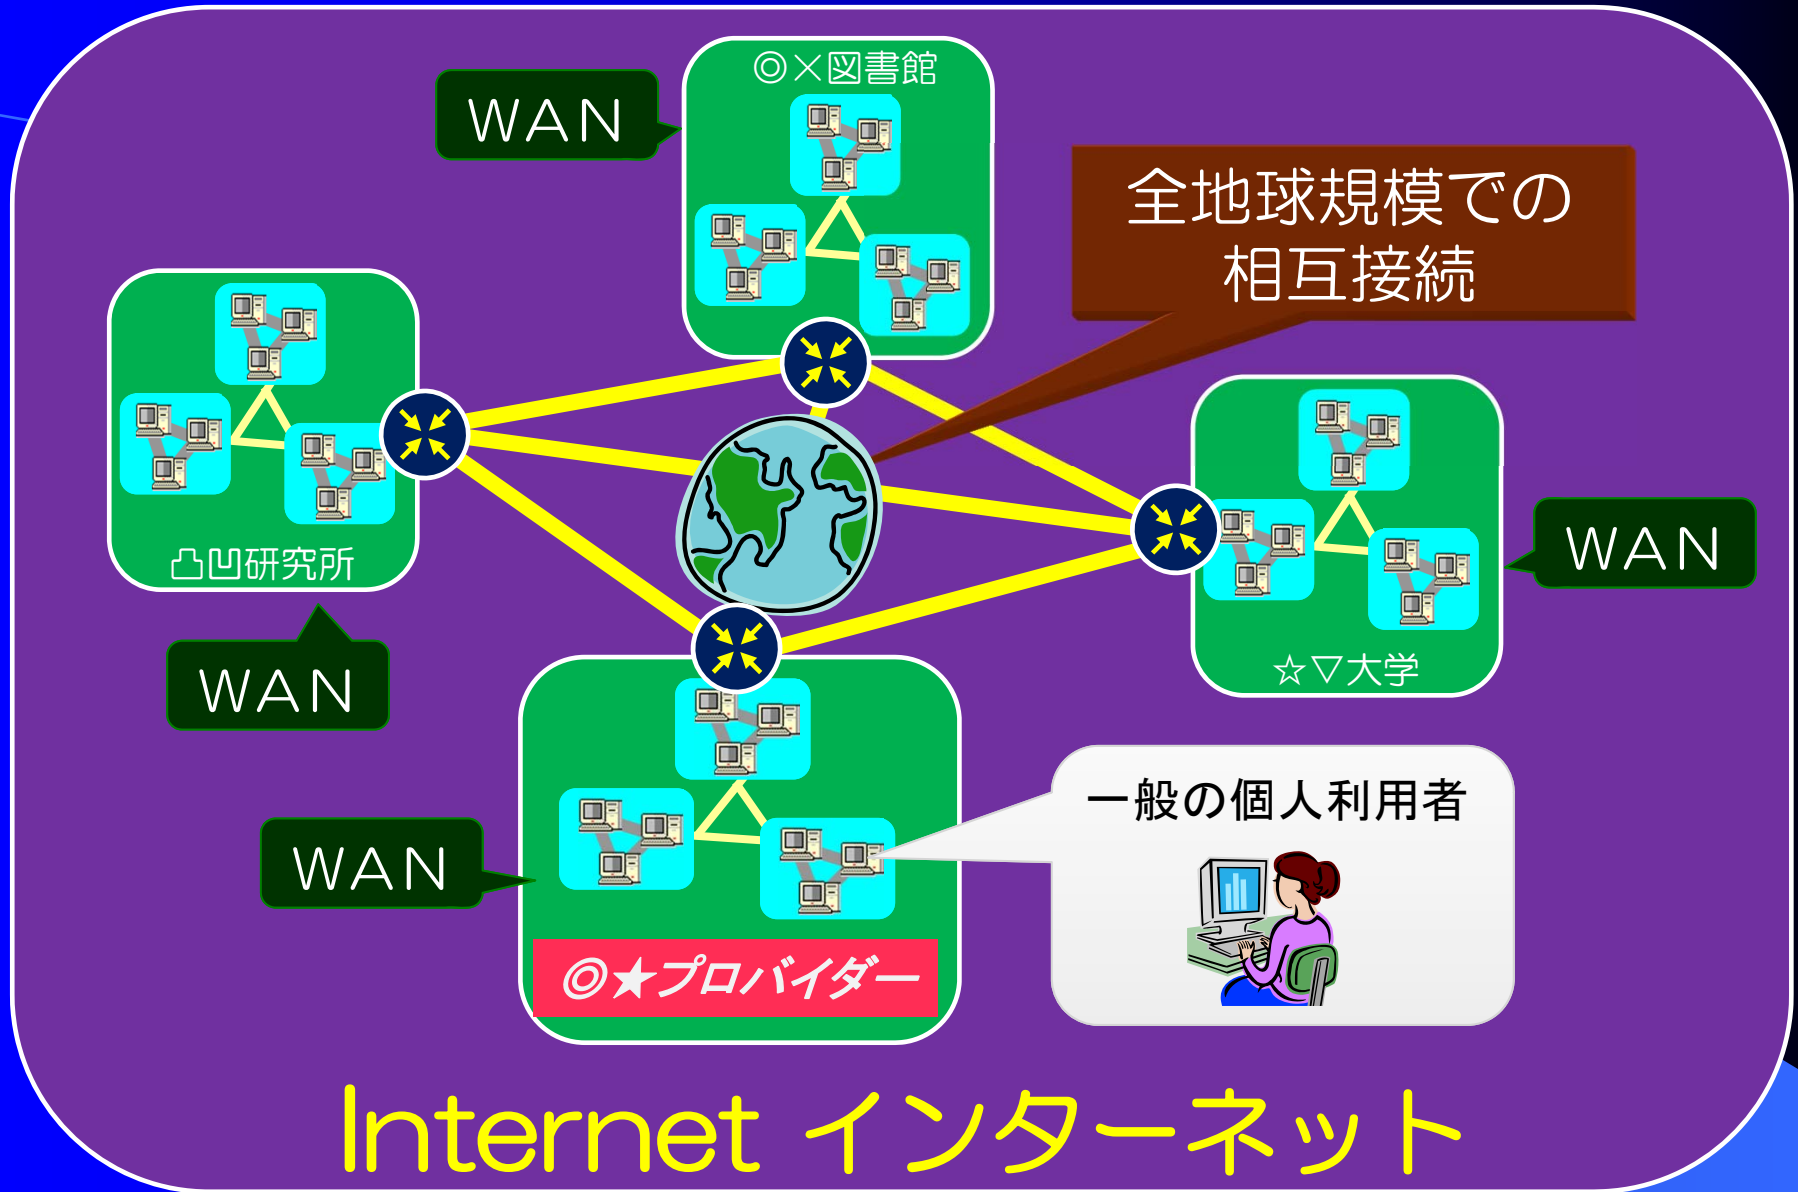 ◎×図書館
WAN
全地球規模での
相互接続
凸凹研究所
WAN
WAN
☆▽大学
WAN
一般の個人利用者
◎★プロバイダー
Internet インターネット